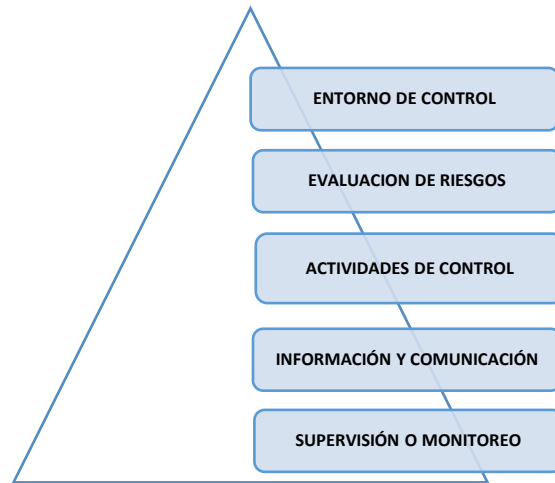 ENTORNO DE CONTROL
EVALUACION DE RIESGOS
ACTIVIDADES DE CONTROL
INFORMACIÓN Y COMUNICACIÓN
SUPERVISIÓN O MONITOREO